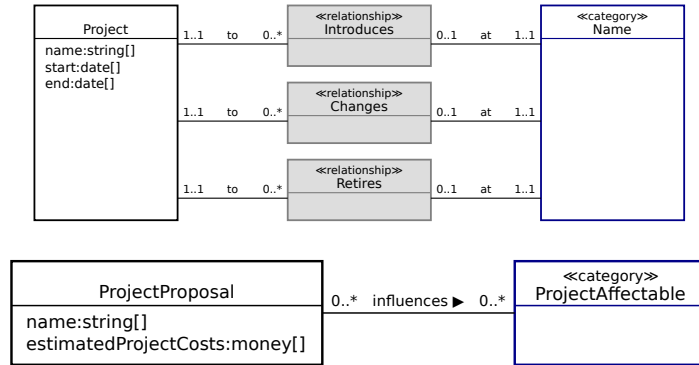 Project
name:string[]
start:date[]
end:date[]
1..1 to 0..*
≪relationship≫
Introduces
0..1 at 1..1
≪category≫
Name
1..1 to 0..*
≪relationship≫
Changes
0..1 at 1..1
1..1 to 0..*
≪relationship≫
Retires
0..1 at 1..1
ProjectProposal
name:string[]
estimatedProjectCosts:money[]
0..* influences ▶ 0..*
≪category≫
ProjectAffectable